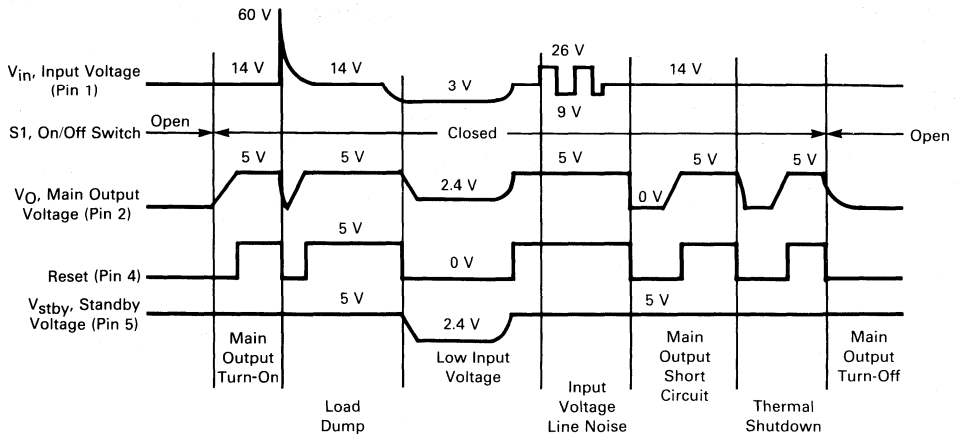 60 V
26 V
Vin, Input Voltage
(Pin 1)
14 V
14 V
3 V
14 V
9 V
S1, On/Off Switch
Open
Closed
Open
VO, Main Output
Voltage (Pin 2)
5 V
5 V
2.4 V
5 V
0 V
5 V
5 V
Reset (Pin 4)
5 V
0 V
Vstby, Standby
Voltage (Pin 5)
5 V
2.4 V
5 V
Main
Output
Turn-On
Load
Dump
Low Input
Voltage
Input
Voltage
Line Noise
Main
Output
Short
Circuit
Thermal
Shutdown
Main
Output
Turn-Off